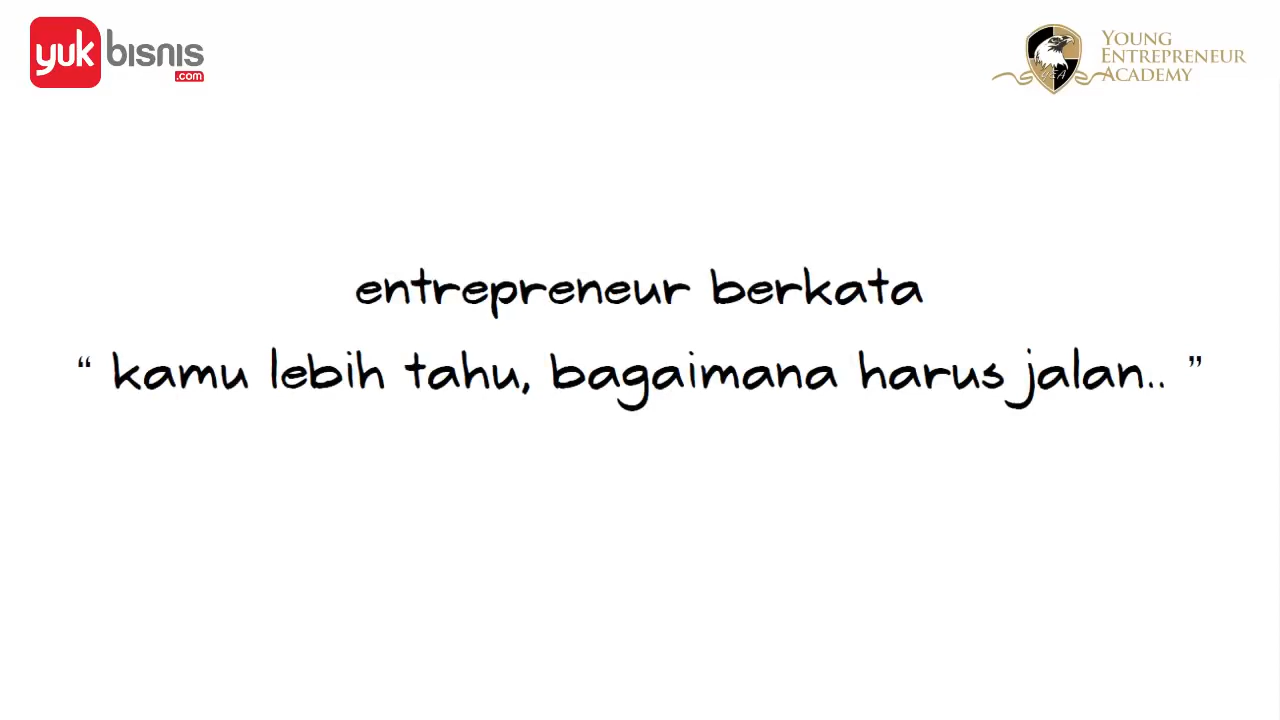 yuk bisnis
.com
YOUNG
ENTREPRENEUR
ACADEMY
Y&A
entrepreneur berkata
“ kamu lebih tahu, bagaimana harus jalan.. ”